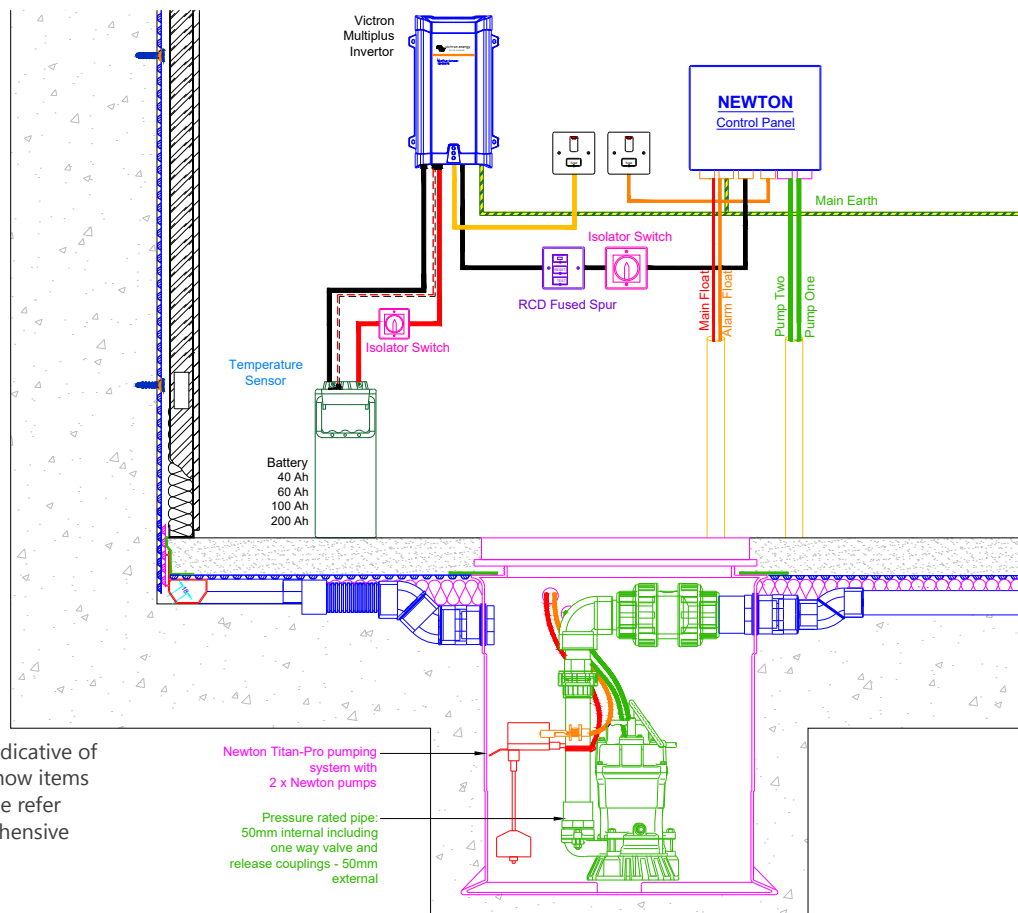 Victron
Multiplus
Invertor
victron energy
NEWTON
Control Panel
Main Earth
Isolator Switch
RCD Fused Spur
Main Float
Alarm Float
Pump Two
Pump One
Isolator Switch
Temperature
Sensor
Battery
40 Ah
60 Ah
100 Ah
200 Ah
dicative of
how items
e refer
hensive
Newton Titan-Pro pumping
system with
2 x Newton pumps
Pressure rated pipe:
50mm internal including
one way valve and
release couplings - 50mm
external